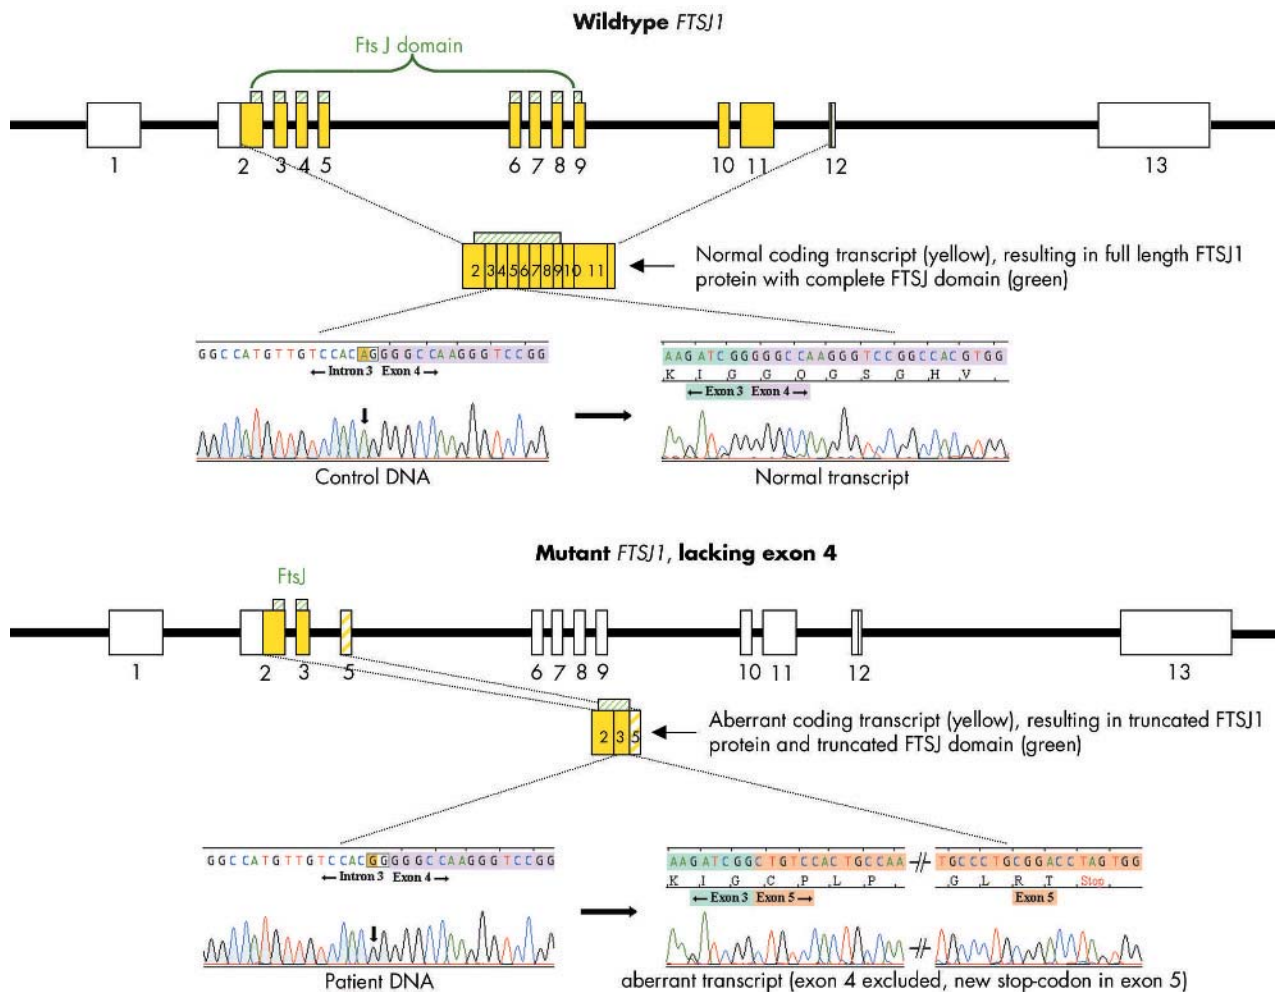 Wildtype FTSJ1
Fts J domain
1 2 3 4 5 6 7 8 9 10 11 12 13
2 3 4 5 6 7 8 9 10 11
Normal coding transcript (yellow), resulting in full length FTSJ1
protein with complete FTSJ domain (green)
GGCCATGTTGTCCACAGGGGCCAAGGGTCCGG
Intron 3 Exon 4
Control DNA
AAGATCGGGGGCCAAGGGTCCGGCCACGTGG
K I G G Q G S G H V
Exon 3 Exon 4
Normal transcript
Mutant FTSJ1, lacking exon 4
FtsJ
1 2 3 5 6 7 8 9 10 11 12 13
2 3 5
Aberrant coding transcript (yellow), resulting in truncated FTSJ1
protein and truncated FTSJ domain (green)
GGCCATGTTGTCCACGGGGGCCAAGGGTCCGG
Intron 3 Exon 4
Patient DNA
AAGATCGGCTGTCCACTGCCAA
K I G C P L P
Exon 3 Exon 5
TGCCCTGCGGACCTAGTGG
G L R T Stop
Exon 5
aberrant transcript (exon 4 excluded, new stop-codon in exon 5)